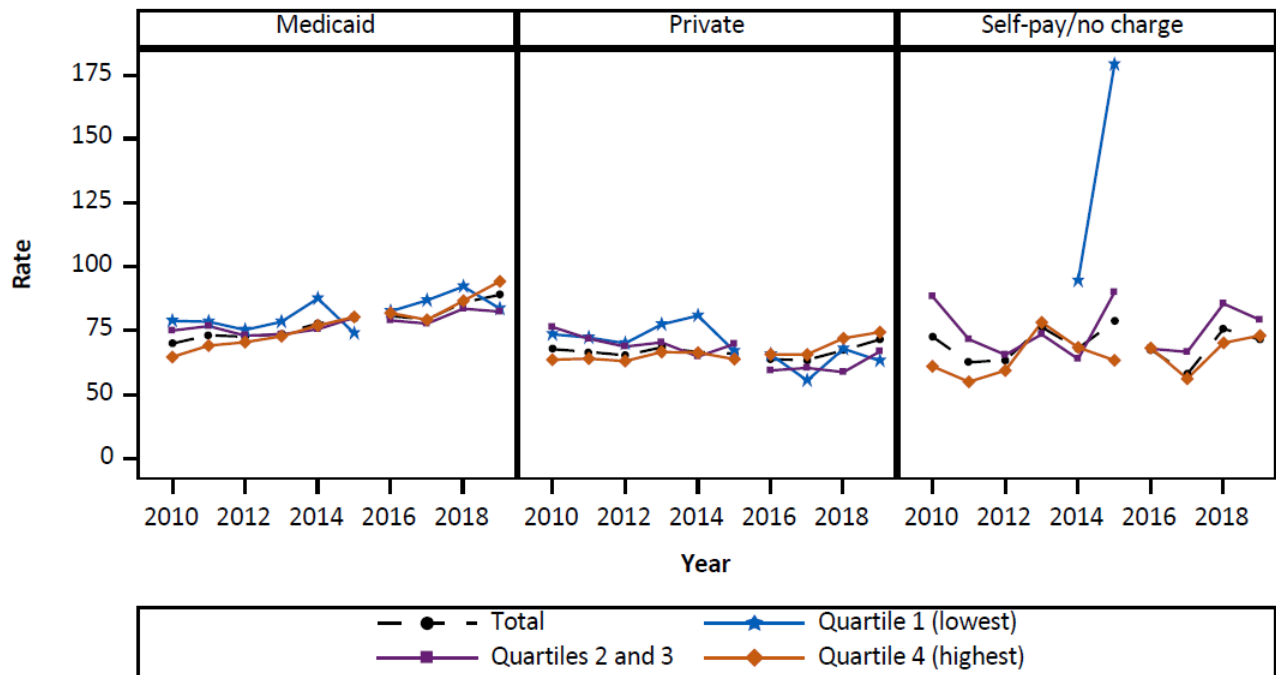 Medicaid Private Self-pay/no charge
175
150
125
100
75
50
0
Rate
2010 2012 2014 2016 2018 2010 2012 2014 2016 2018 2010 2012 2014 2016 2018
Year
Total Quartile 1 (lowest)
Quartiles 2 and 3 Quartile 4 (highest)